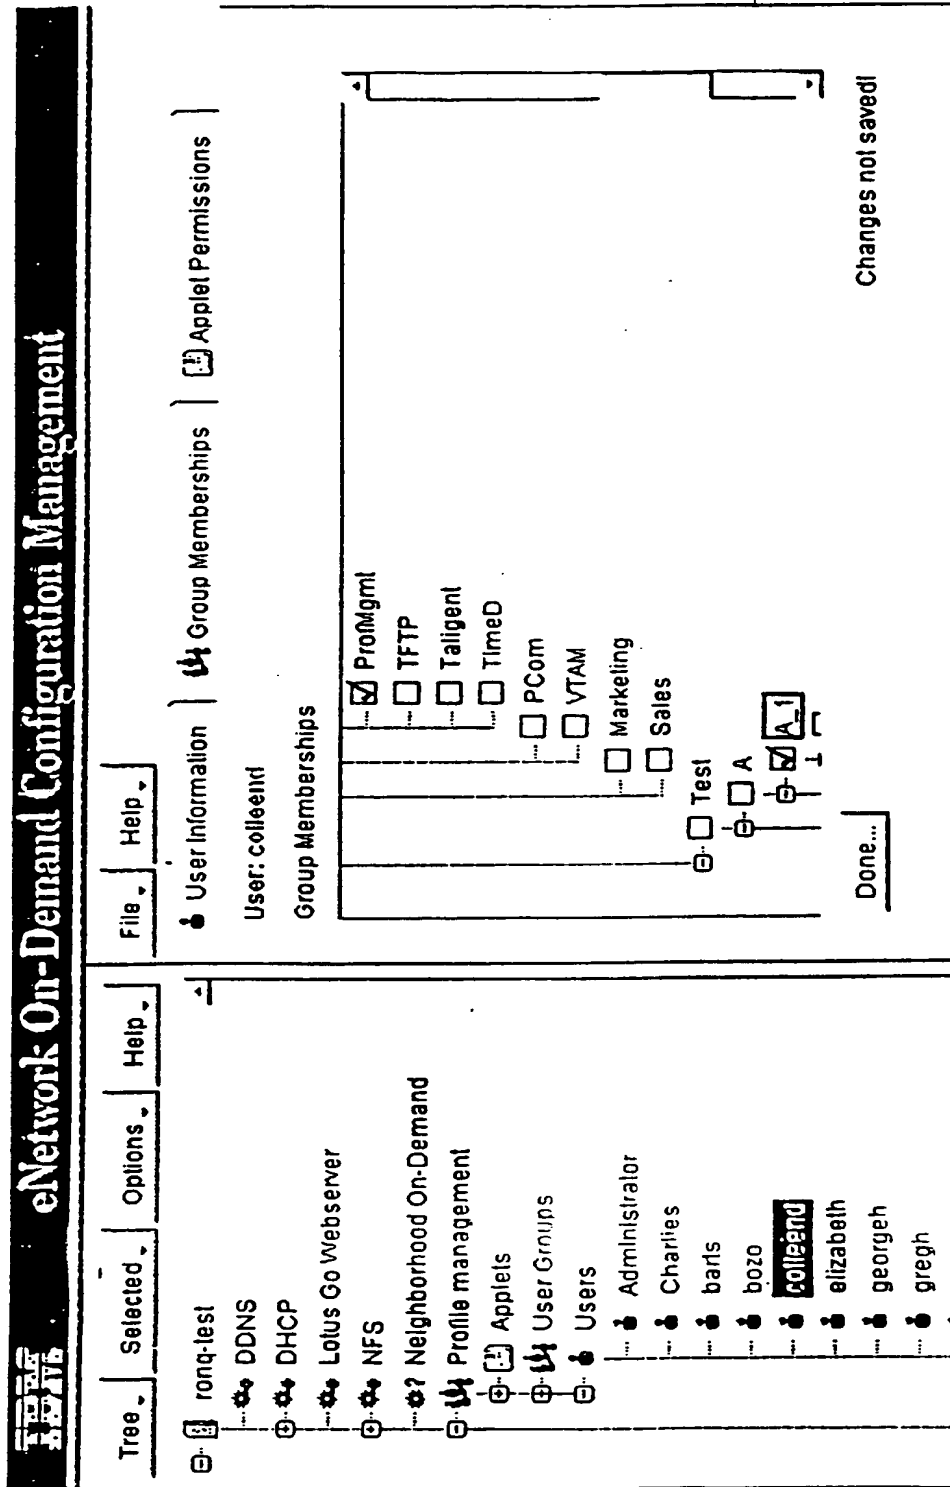 IBM eNetwork On-Demand Configuration Management
Tree Selected Options Help
ronq-test
DDNS
DHCP
Lotus Go Webserver
NFS
Neighborhood On-Demand
Profile management
Applets
User Groups
Users
Administrator
Charlies
barls
bozo
colleend
elizabeth
georgeh
gregh
File Help
User Information Group Memberships Applet Permissions
User: colleend
Group Memberships
ProfMgmt
TFTP
Taligent
TimeD
PCom
VTAM
Marketing
Sales
Test
A
A_1
Done...
Changes not saved!